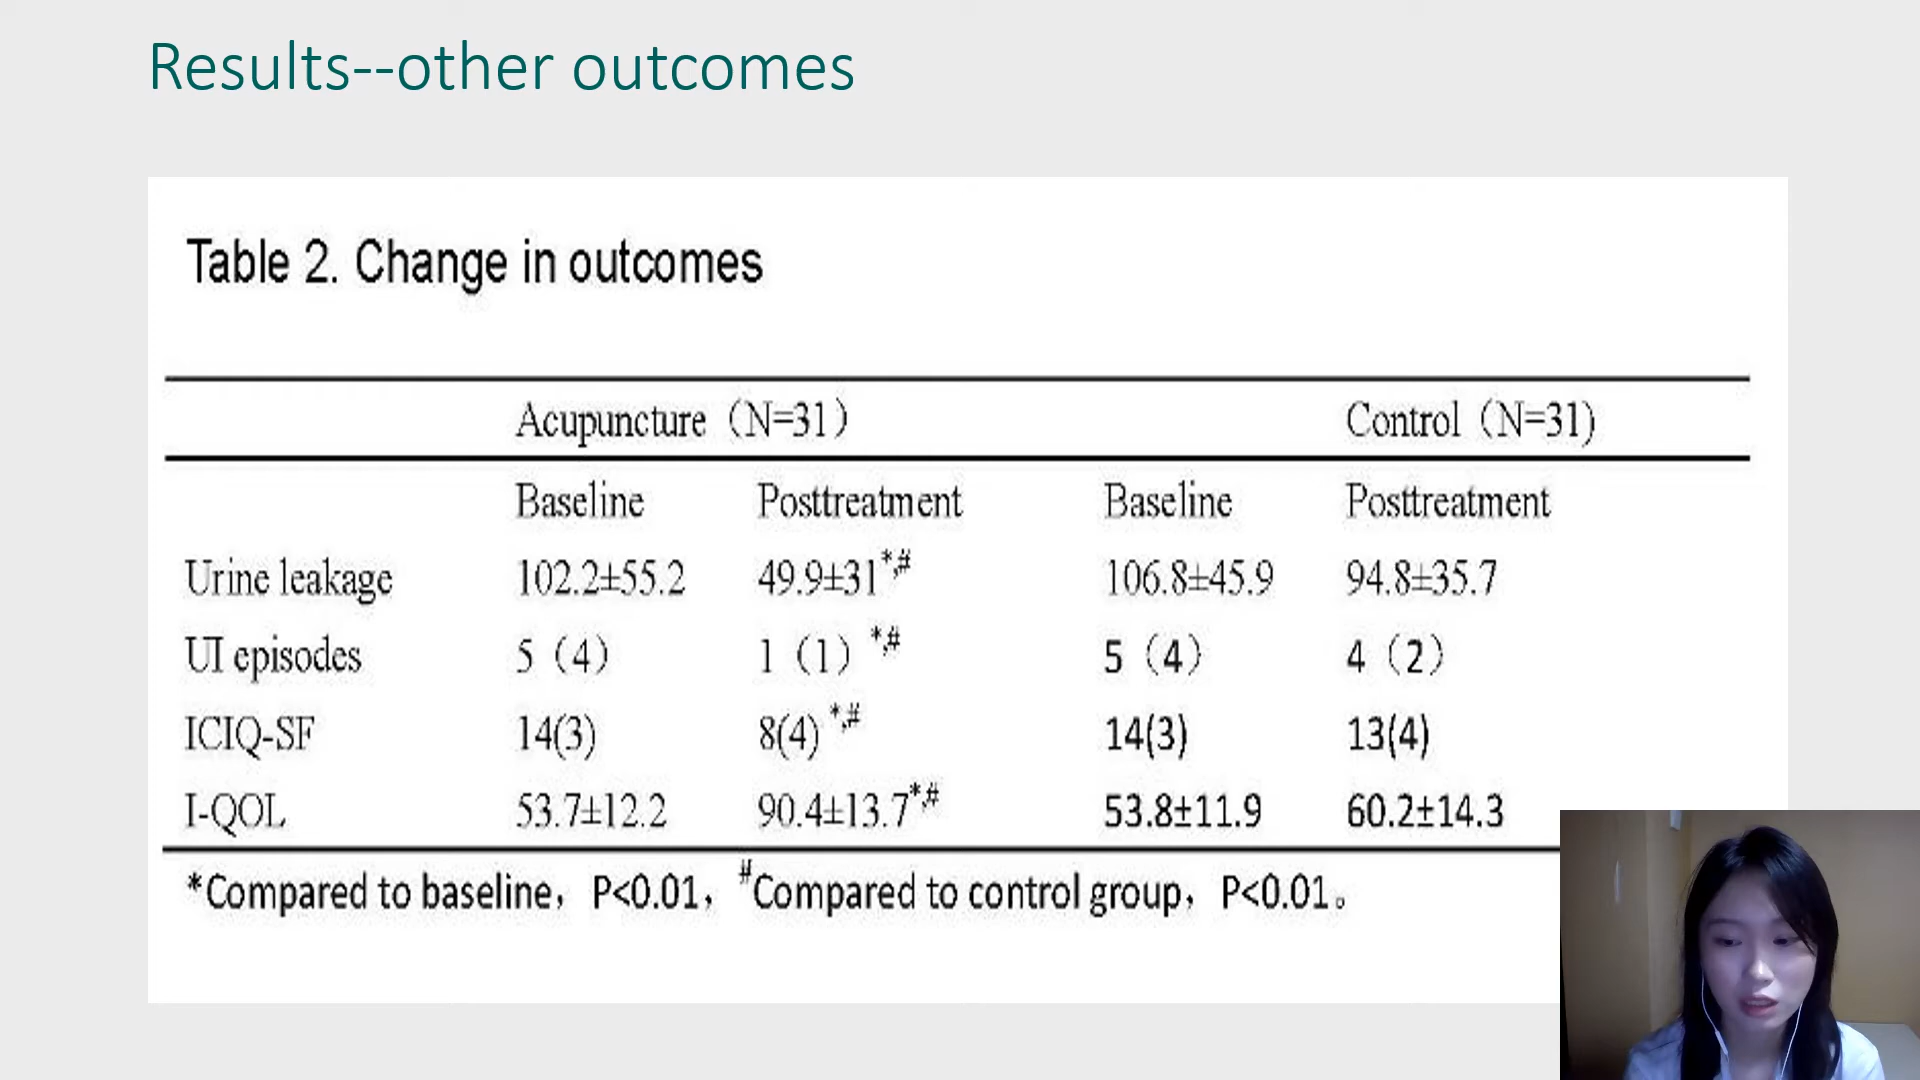 Results--other outcomes
Table 2. Change in outcomes
Acupuncture（N=31） Control（N=31)
Baseline Posttreatment Baseline Posttreatment
Urine leakage 102.2±55.2 49.9±31*,# 106.8±45.9 94.8±35.7
UI episodes 5（4） 1（1）*,# 5（4） 4（2）
ICIQ-SF 14(3) 8(4) *,# 14(3) 13(4)
I-QOL 53.7±12.2 90.4±13.7*,# 53.8±11.9 60.2±14.3
*Compared to baseline，P<0.01，#Compared to control group，P<0.01。